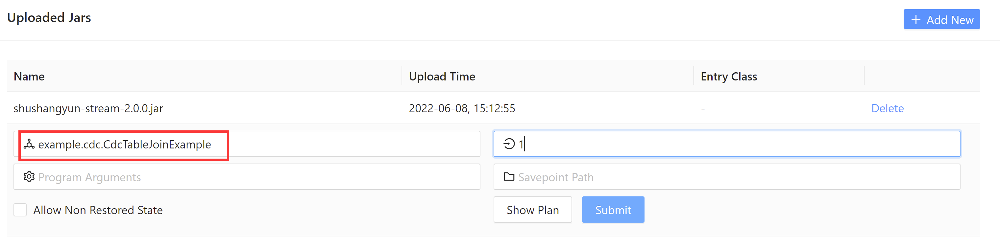 Uploaded Jars
+ Add New
Name Upload Time Entry Class
shushangyun-stream-2.0.0.jar 2022-06-08, 15:12:55 - Delete
example.cdc.CdcTableJoinExample 1
Program Arguments Savepoint Path
Allow Non Restored State Show Plan Submit